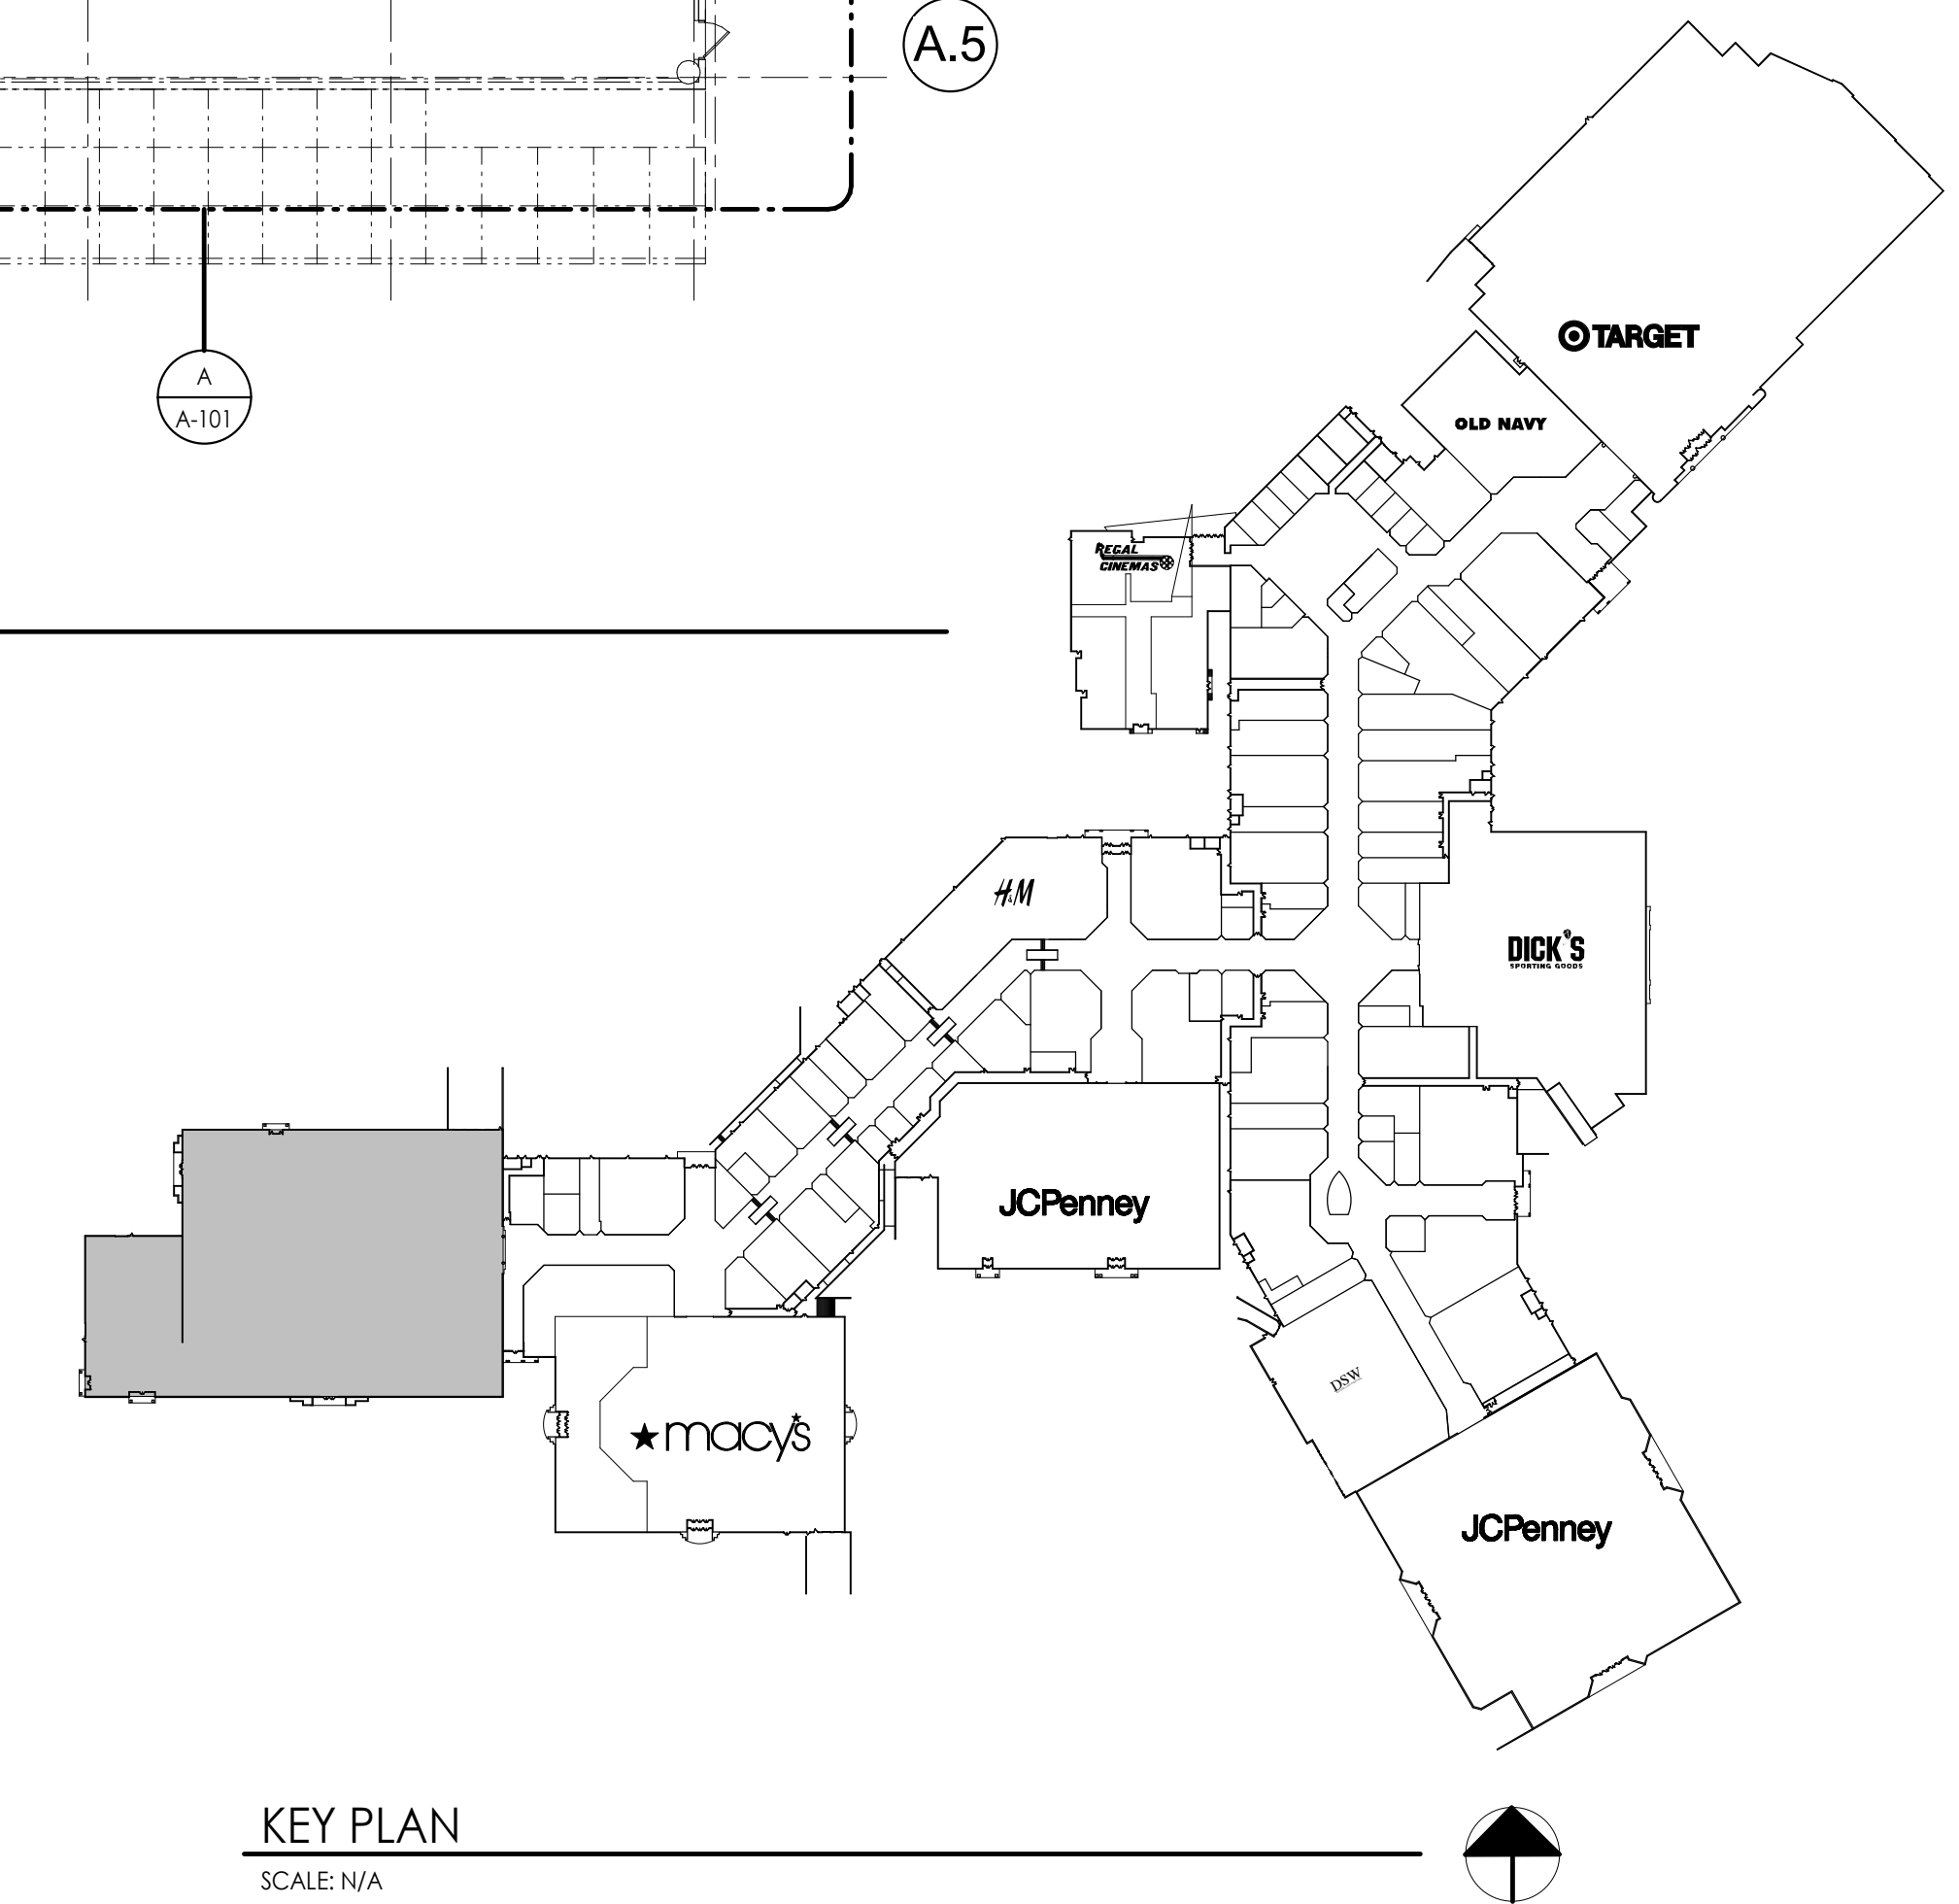 A.5
A
A-101
TARGET
OLD NAVY
REGAL
CINEMAS
H&M
DICK'S
SPORTING GOODS
JCPenney
DSW
macy's
JCPenney
KEY PLAN
SCALE: N/A